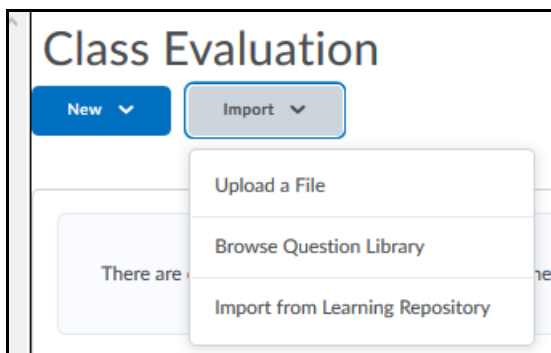 Class Evaluation
New Import
Upload a File
Browse Question Library
There are
Import from Learning Repository